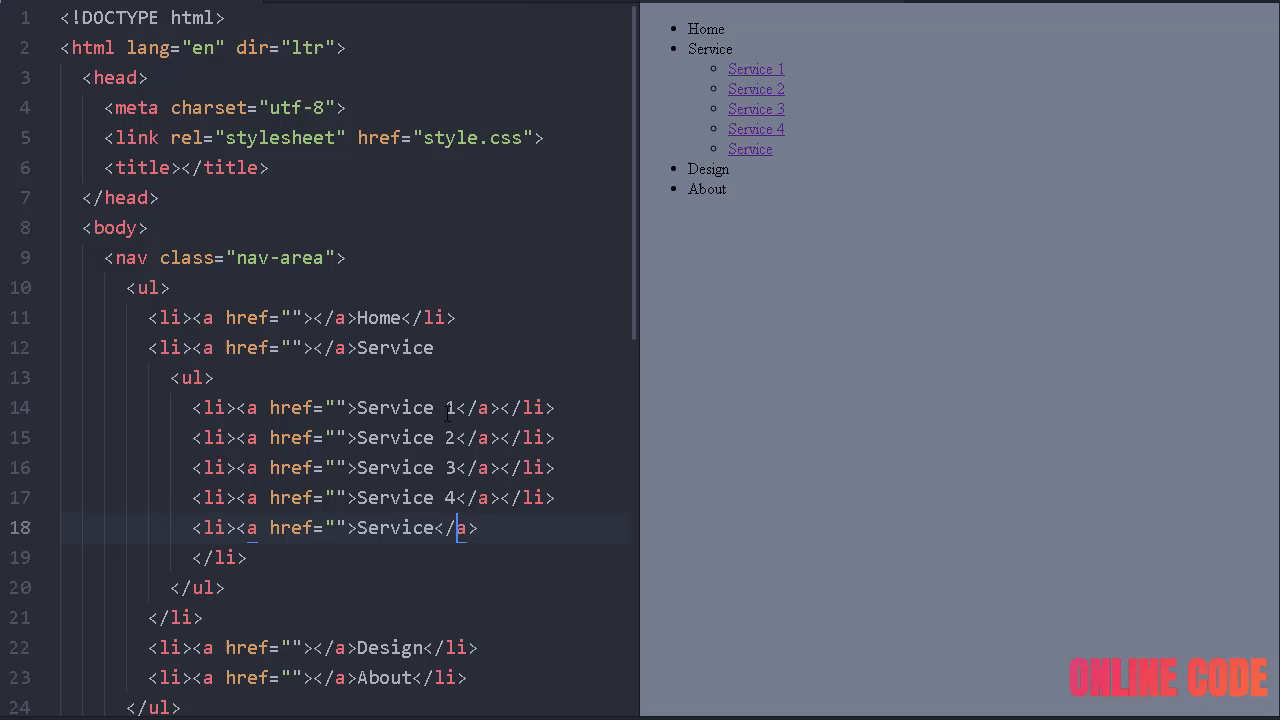 1 <!DOCTYPE html>
2 <html lang="en" dir="ltr">
3 <head>
4 <meta charset="utf-8">
5 <link rel="stylesheet" href="style.css">
6 <title></title>
7 </head>
8 <body>
9 <nav class="nav-area">
10 <ul>
11 <li><a href=""></a>Home</li>
12 <li><a href=""></a>Service
13 <ul>
14 <li><a href="">Service 1</a></li>
15 <li><a href="">Service 2</a></li>
16 <li><a href="">Service 3</a></li>
17 <li><a href="">Service 4</a></li>
18 <li><a href="">Service</a>
19 </li>
20 </ul>
21 </li>
22 <li><a href=""></a>Design</li>
23 <li><a href=""></a>About</li>
24 </ul>
Home
Service
Service 1
Service 2
Service 3
Service 4
Service
Design
About
ONLINE CODE